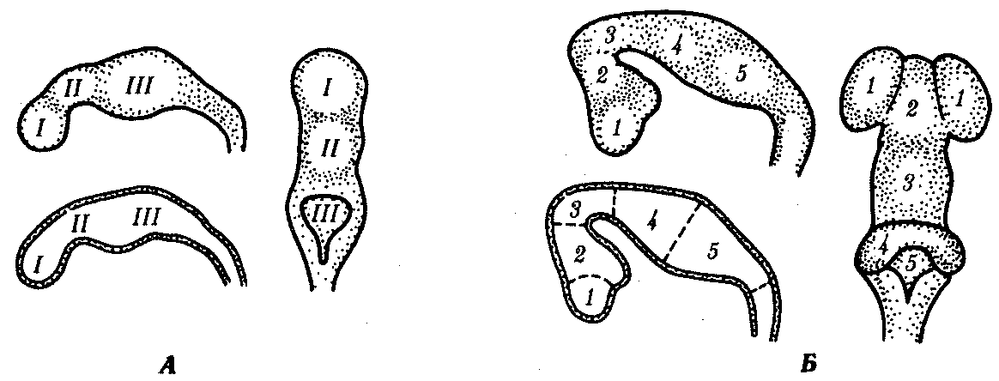 I II III
I
II
III
I II III
А
1 2 3 4 5
1 1
2
3
4
5
1 2 3 4 5
Б